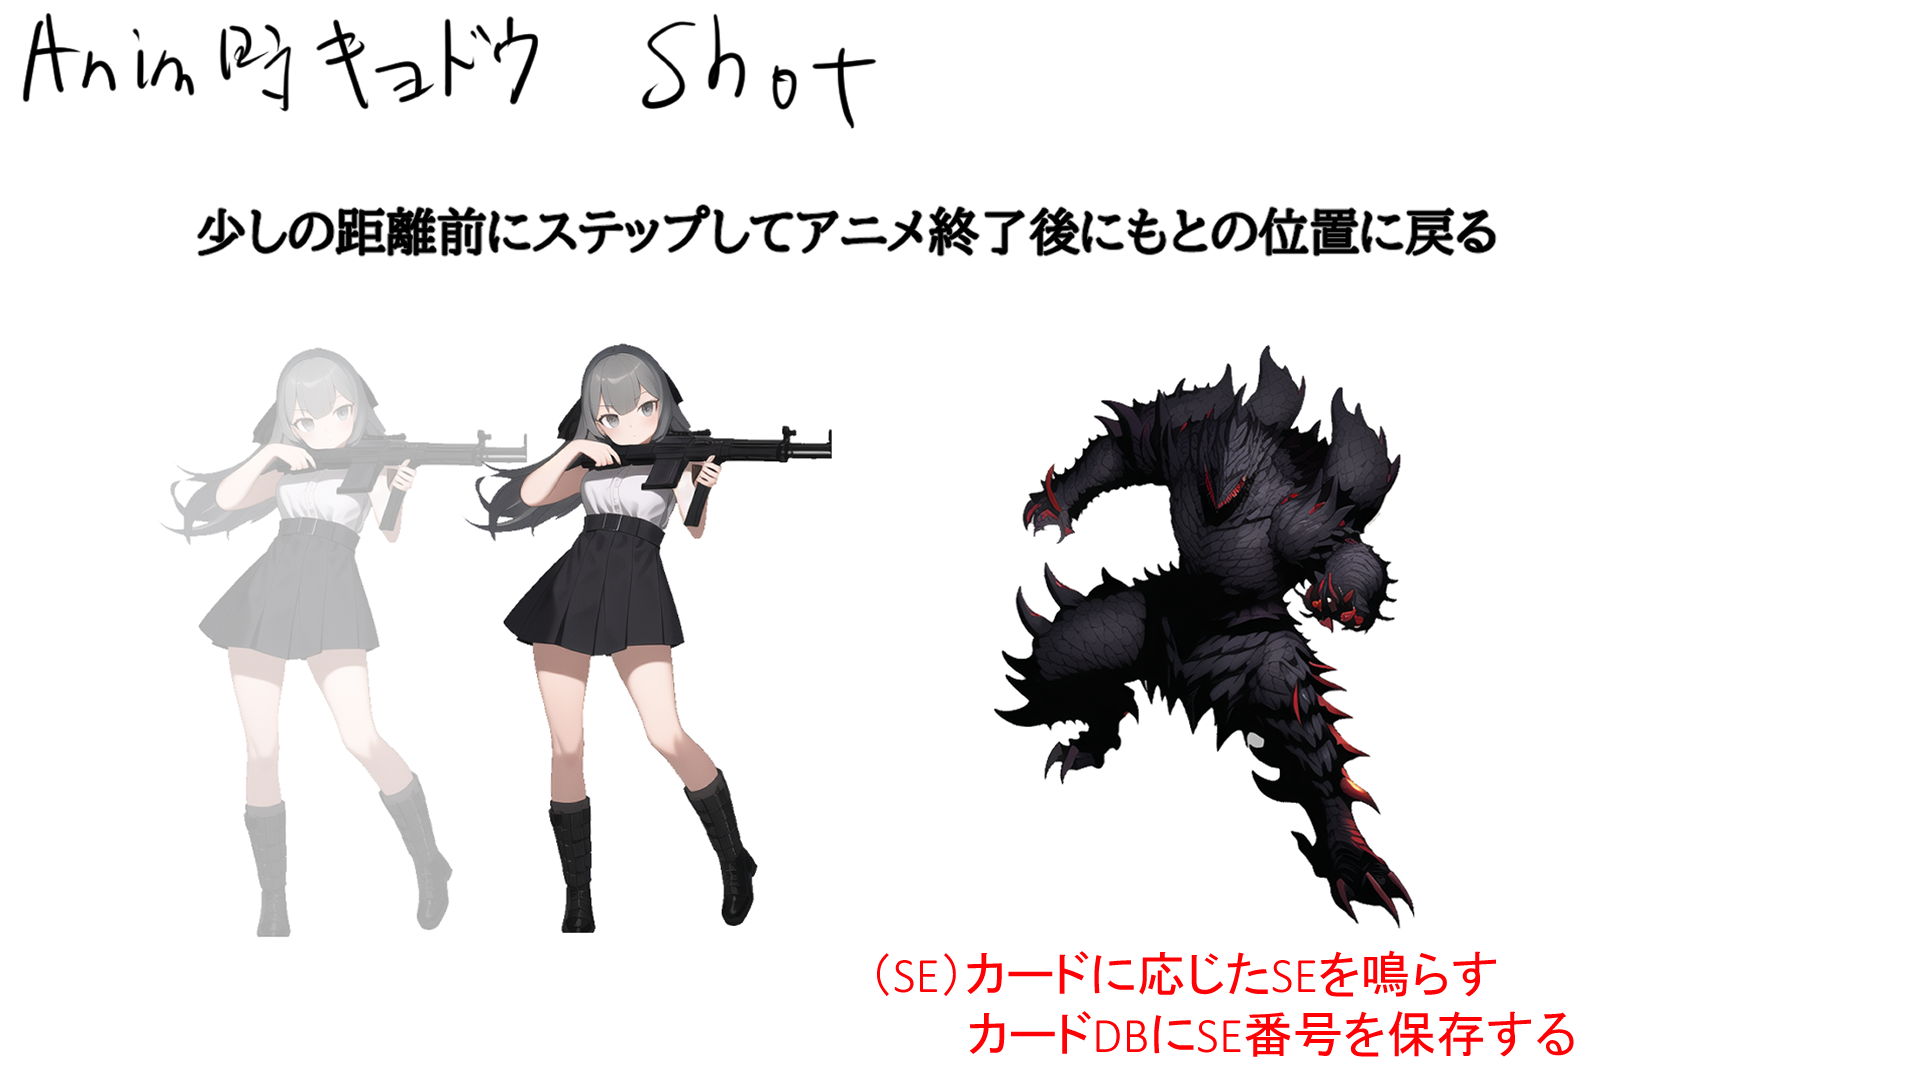 Anim時キョドウ Shot
少しの距離前にステップしてアニメ終了後にもとの位置に戻る
（SE）カードに応じたSEを鳴らす
カードDBにSE番号を保存する